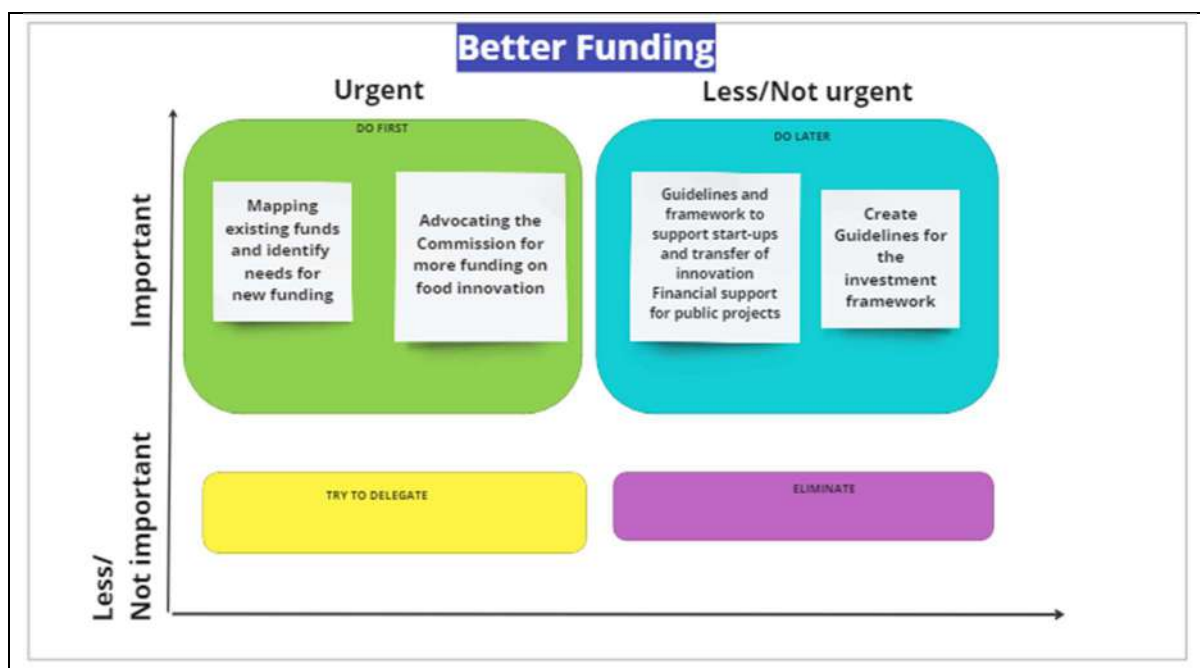 Better Funding
Urgent
Less/Not urgent
Important
DO FIRST
Mapping
existing funds
and identify
needs for
new funding
Advocating the
Commission for
more funding on
food innovation
DO LATER
Guidelines and
framework to
support start-ups
and transfer of
innovation
Financial support
for public projects
Create
Guidelines for
the
investment
framework
Less/
Not important
TRY TO DELEGATE
ELIMINATE